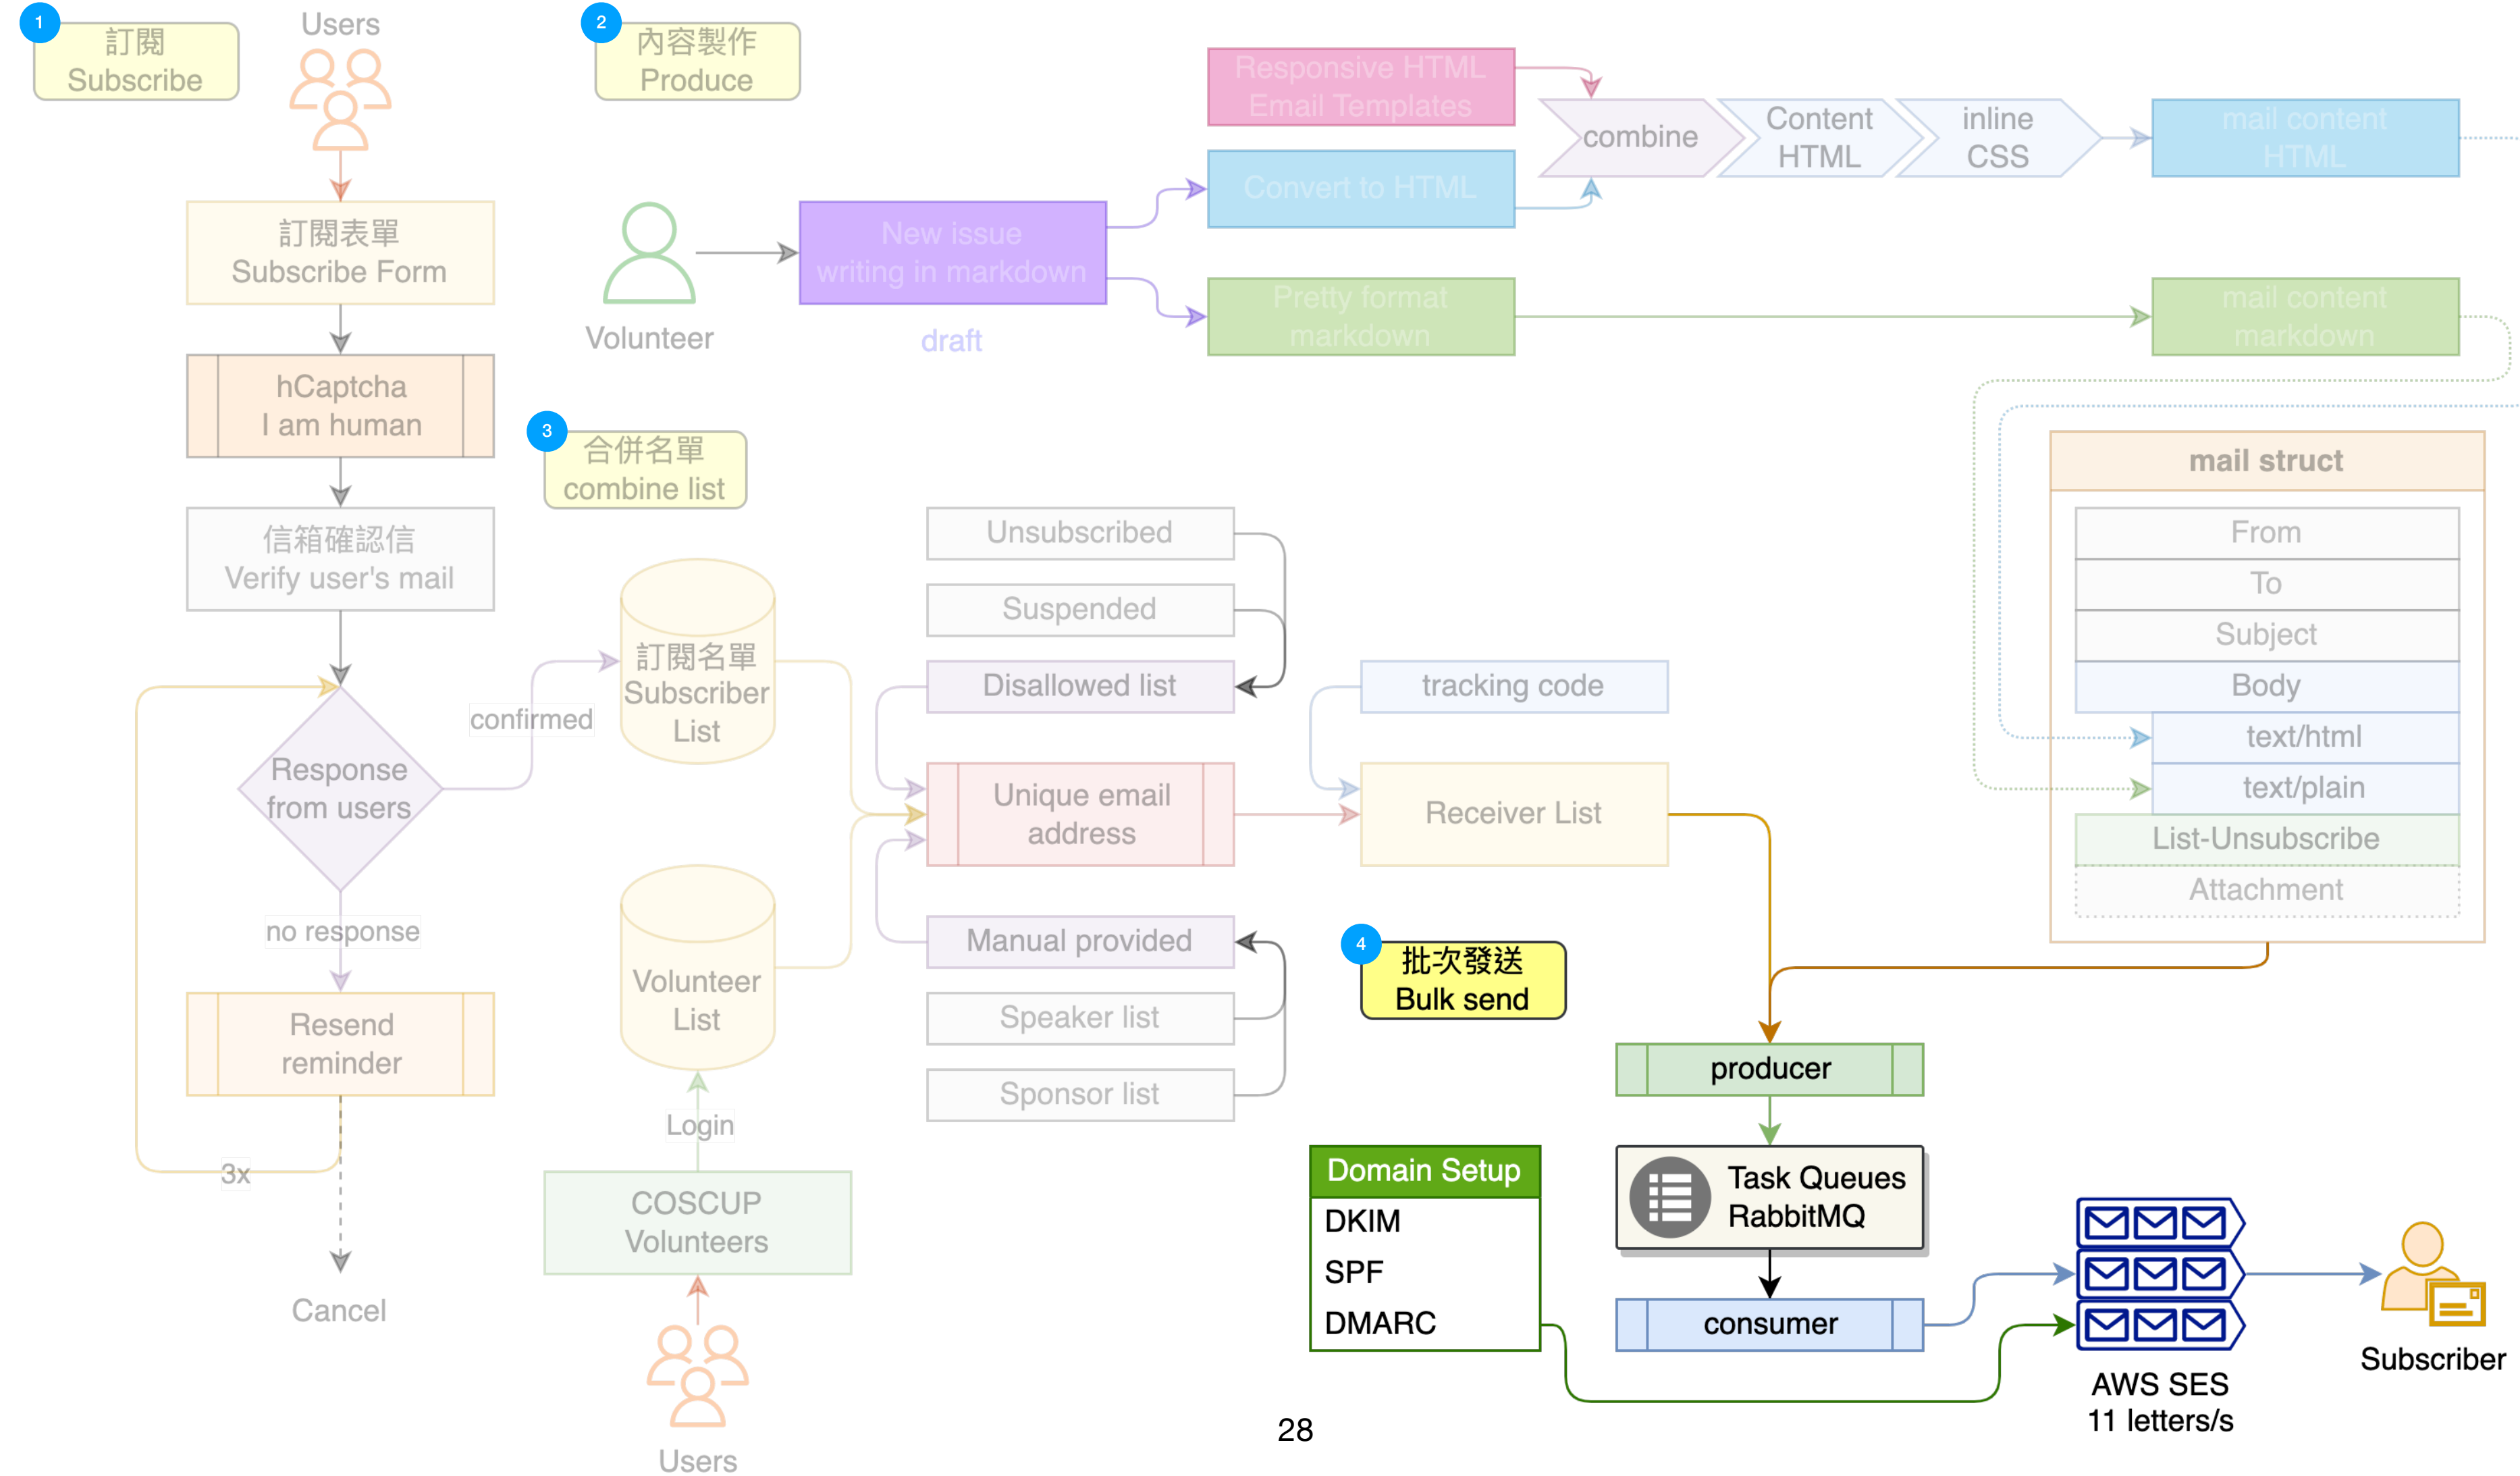 1
訂閱
Subscribe
Users
訂閱表單
Subscribe Form
hCaptcha
I am human
信箱確認信
Verify user's mail
Response
from users
confirmed
no response
Resend
reminder
3x
Cancel
2
內容製作
Produce
Volunteer
New issue
writing in markdown
draft
Responsive HTML
Email Templates
Convert to HTML
Pretty format
markdown
combine
Content
HTML
inline
CSS
mail content
HTML
mail content
markdown
3
合併名單
combine list
訂閱名單
Subscriber
List
Volunteer
List
Login
COSCUP
Volunteers
Users
Unsubscribed
Suspended
Disallowed list
Unique email
address
Manual provided
Speaker list
Sponsor list
tracking code
Receiver List
mail struct
From
To
Subject
Body
text/html
text/plain
List-Unsubscribe
Attachment
4
批次發送
Bulk send
producer
Task Queues
RabbitMQ
consumer
Domain Setup
DKIM
SPF
DMARC
AWS SES
11 letters/s
Subscriber
28